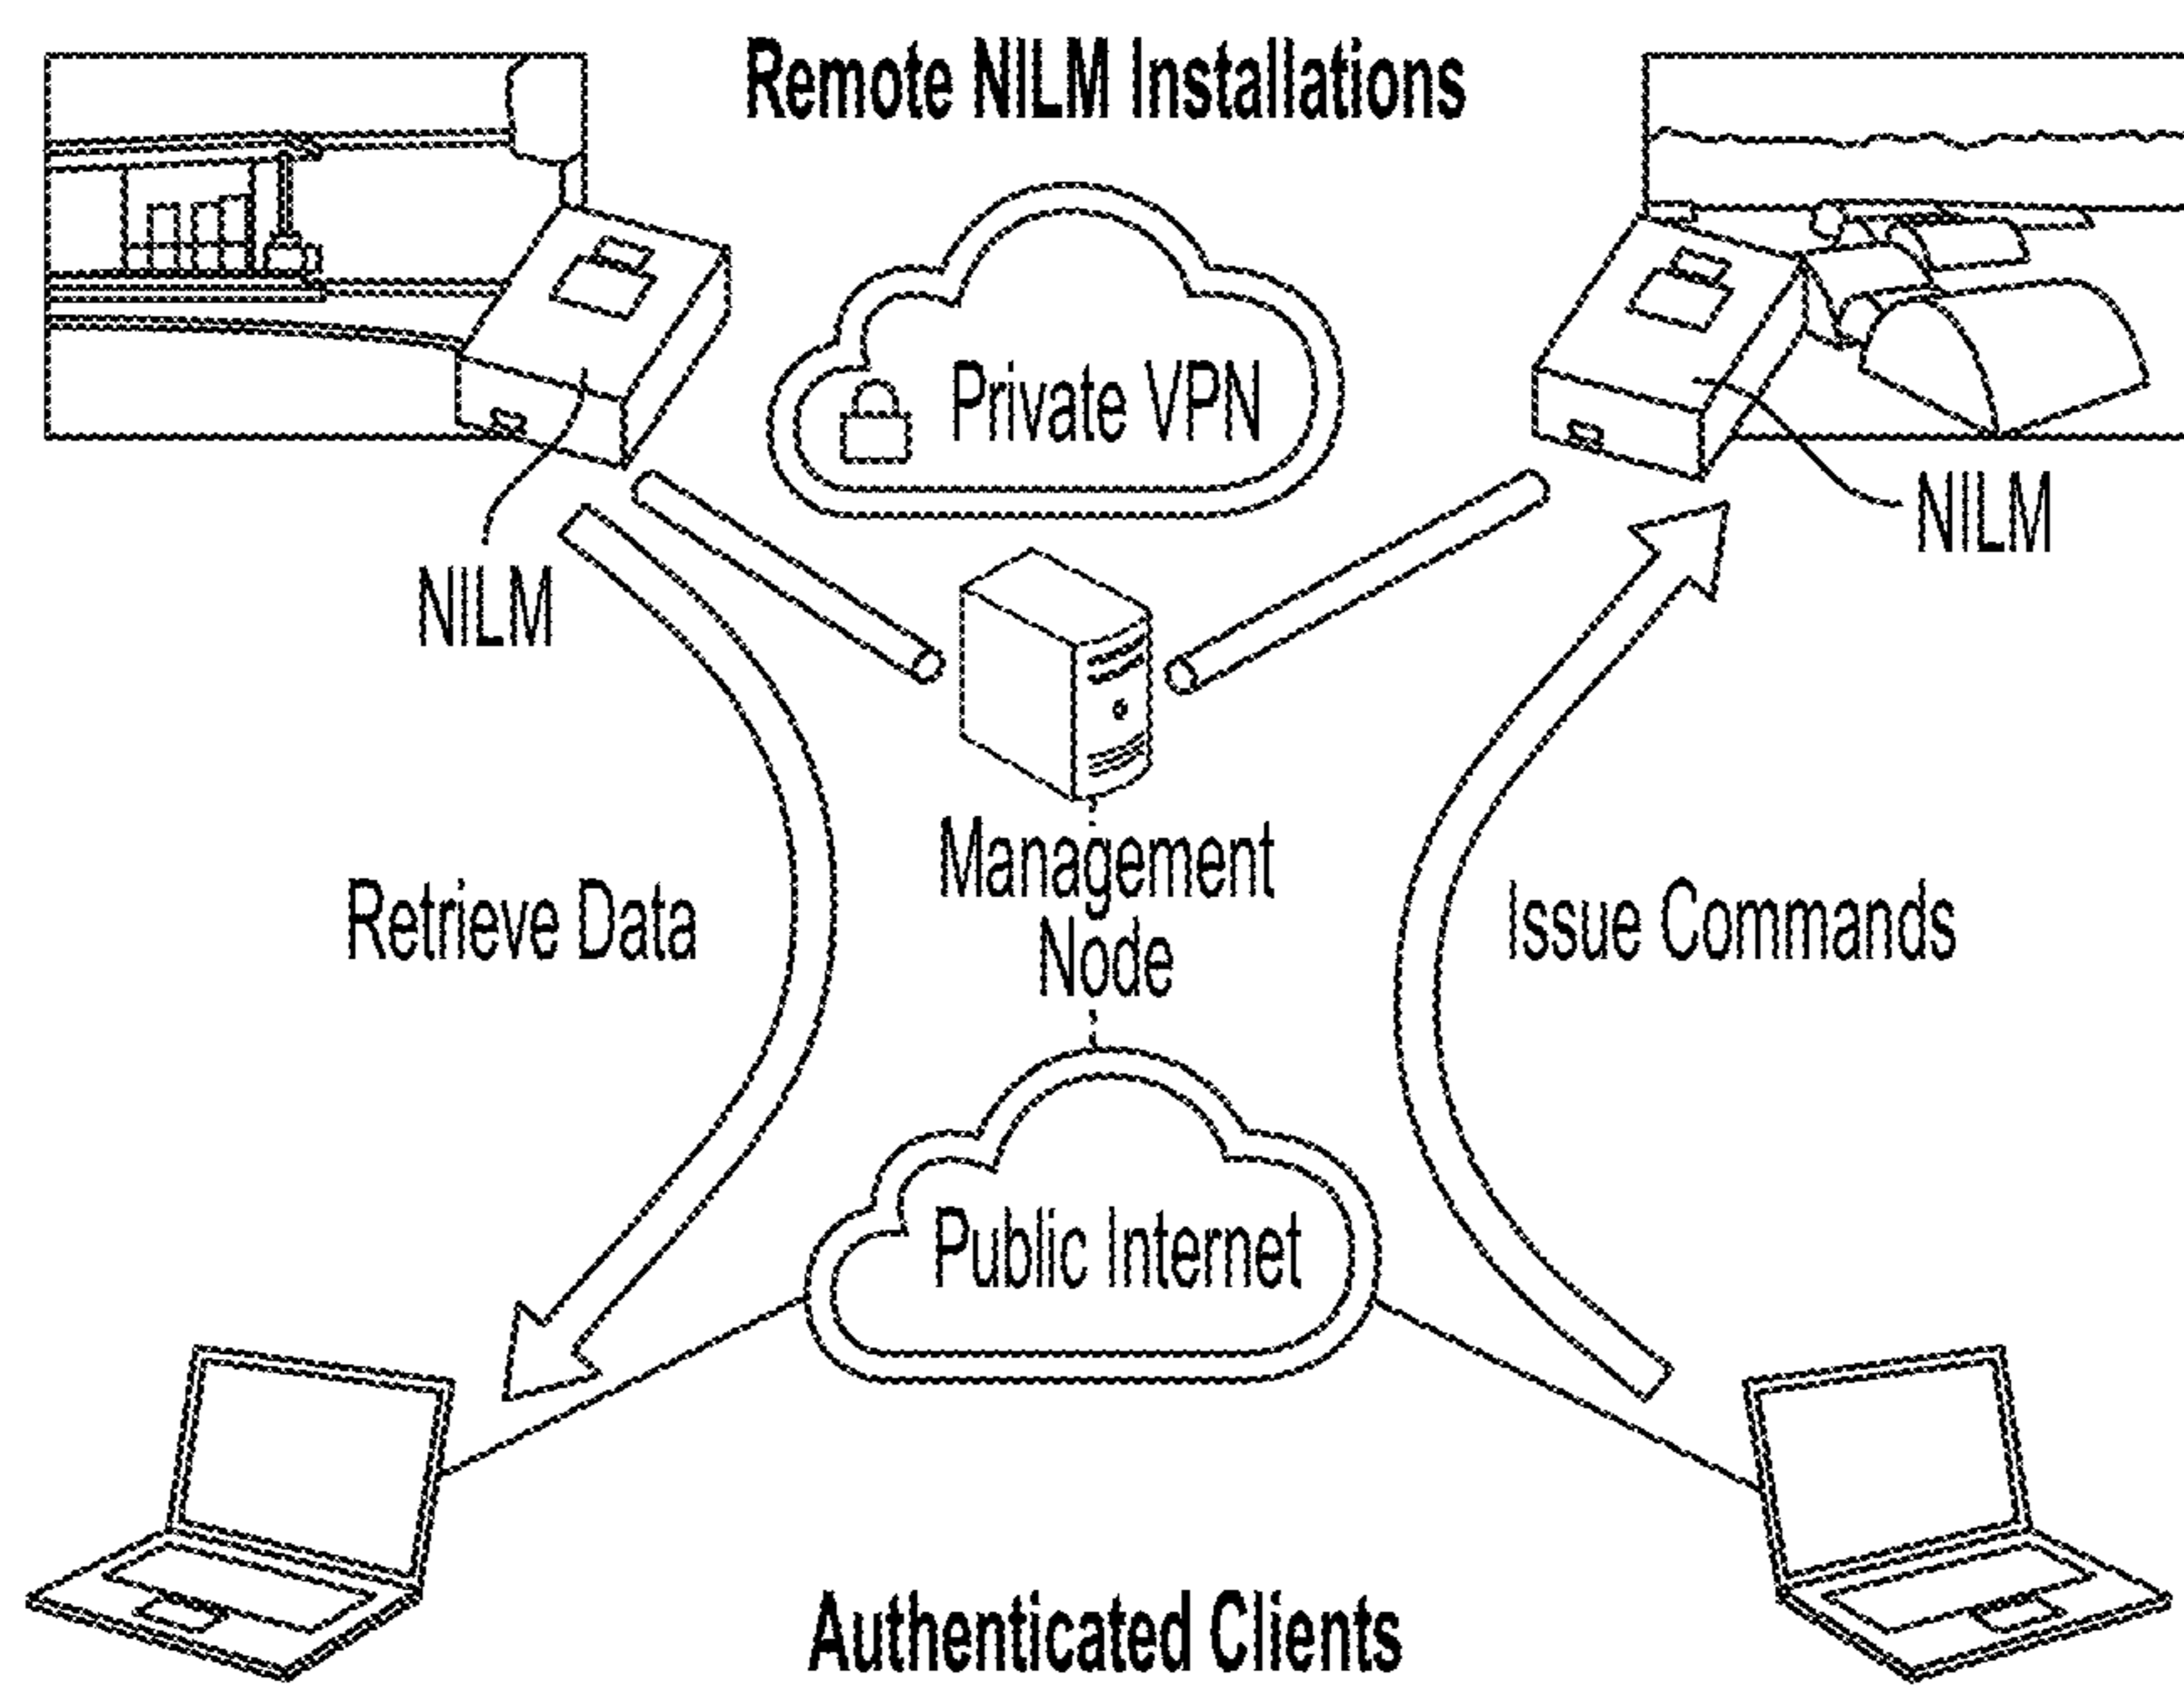 Remote NILM Installations
Private VPN
NILM
NILM
Management
Node
Retrieve Data
Issue Commands
Public Internet
Authenticated Clients